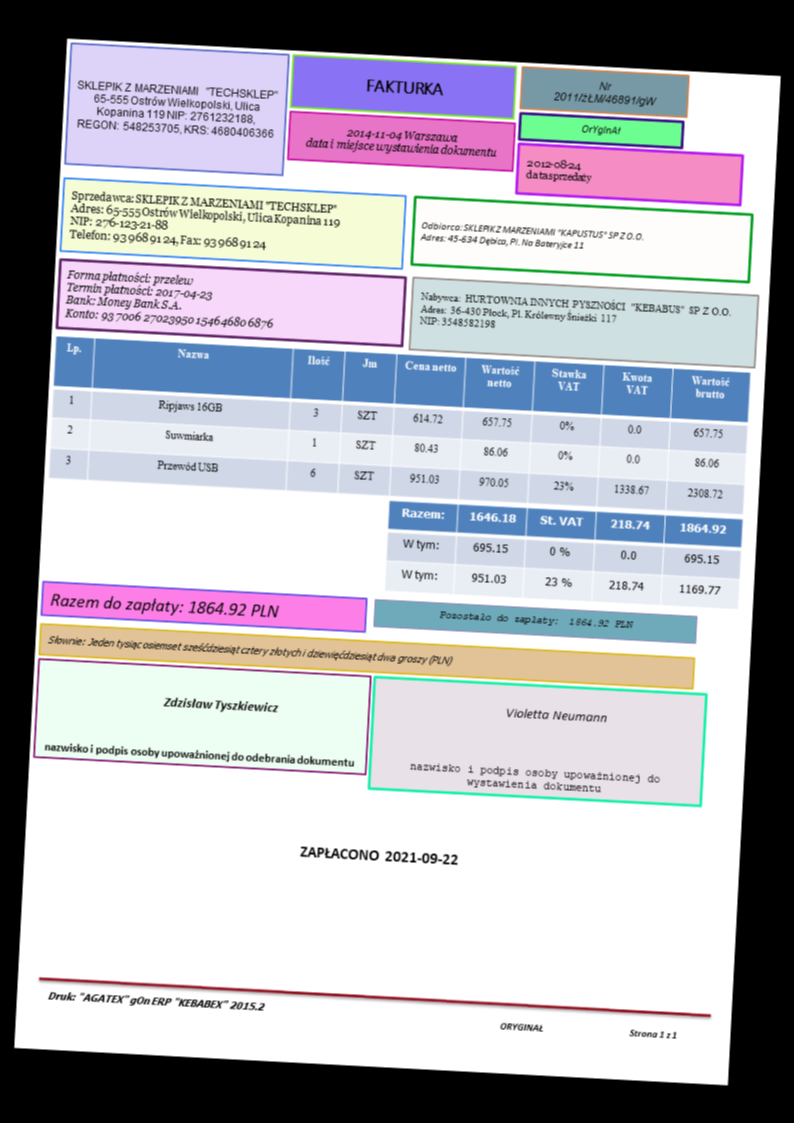 SKLEPIK Z MARZENIAMI "TECHSKLEP"
65-555 Ostrów Wielkopolski, Ulica
Kopanina 119 NIP: 2761232188,
REGON: 548253705, KRS: 4680406366
FAKTURKA
2014-11-04 Warszawa
data i miejsce wystawienia dokumentu
Nr
2011/żŁM/46891/gW
OrYgInAł
2012-08-24
data sprzedaży
Sprzedawca: SKLEPIK Z MARZENIAMI "TECHSKLEP"
Adres: 65-555 Ostrów Wielkopolski, Ulica Kopanina 119
NIP: 276-123-21-88
Telefon: 93 968 91 24, Fax: 93 968 91 24
Odbiorca: SKLEPIK Z MARZENIAMI "KAPUSTUS" SP Z O.O.
Adres: 45-634 Dębica, Pl. Na Bateryjce 11
Forma płatności: przelew
Termin płatności: 2017-04-23
Bank: Money Bank S.A.
Konto: 93 7006 2702 3950 1546 4680 6876
Nabywca: HURTOWNIA INNYCH PYSZNOŚCI "KEBABUS" SP Z O.O.
Adres: 36-430 Płock, Pl. Królewny Śnieżki 117
NIP: 3548582198
Lp. Nazwa Ilość Jm Cena netto Wartość netto Stawka VAT Kwota VAT Wartość brutto
1 Ripjaws 16GB 3 SZT 614.72 657.75 0% 0.0 657.75
2 Suwmiarka 1 SZT 80.43 86.06 0% 0.0 86.06
3 Przewód USB 6 SZT 951.03 970.05 23% 1338.67 2308.72
Razem: 1646.18 St. VAT 218.74 1864.92
W tym: 695.15 0 % 0.0 695.15
W tym: 951.03 23 % 218.74 1169.77
Razem do zapłaty: 1864.92 PLN
Pozostało do zapłaty: 1864.92 PLN
Słownie: Jeden tysiąc osiemset sześćdziesiąt cztery złotych i dziewięćdziesiąt dwa groszy (PLN)
Zdzisław Tyszkiewicz
nazwisko i podpis osoby upoważnionej do odebrania dokumentu
Violetta Neumann
nazwisko i podpis osoby upoważnionej do
wystawienia dokumentu
ZAPŁACONO 2021-09-22
Druk: "AGATEX" gOn ERP "KEBABEX" 2015.2
ORYGINAŁ
Strona 1 z 1